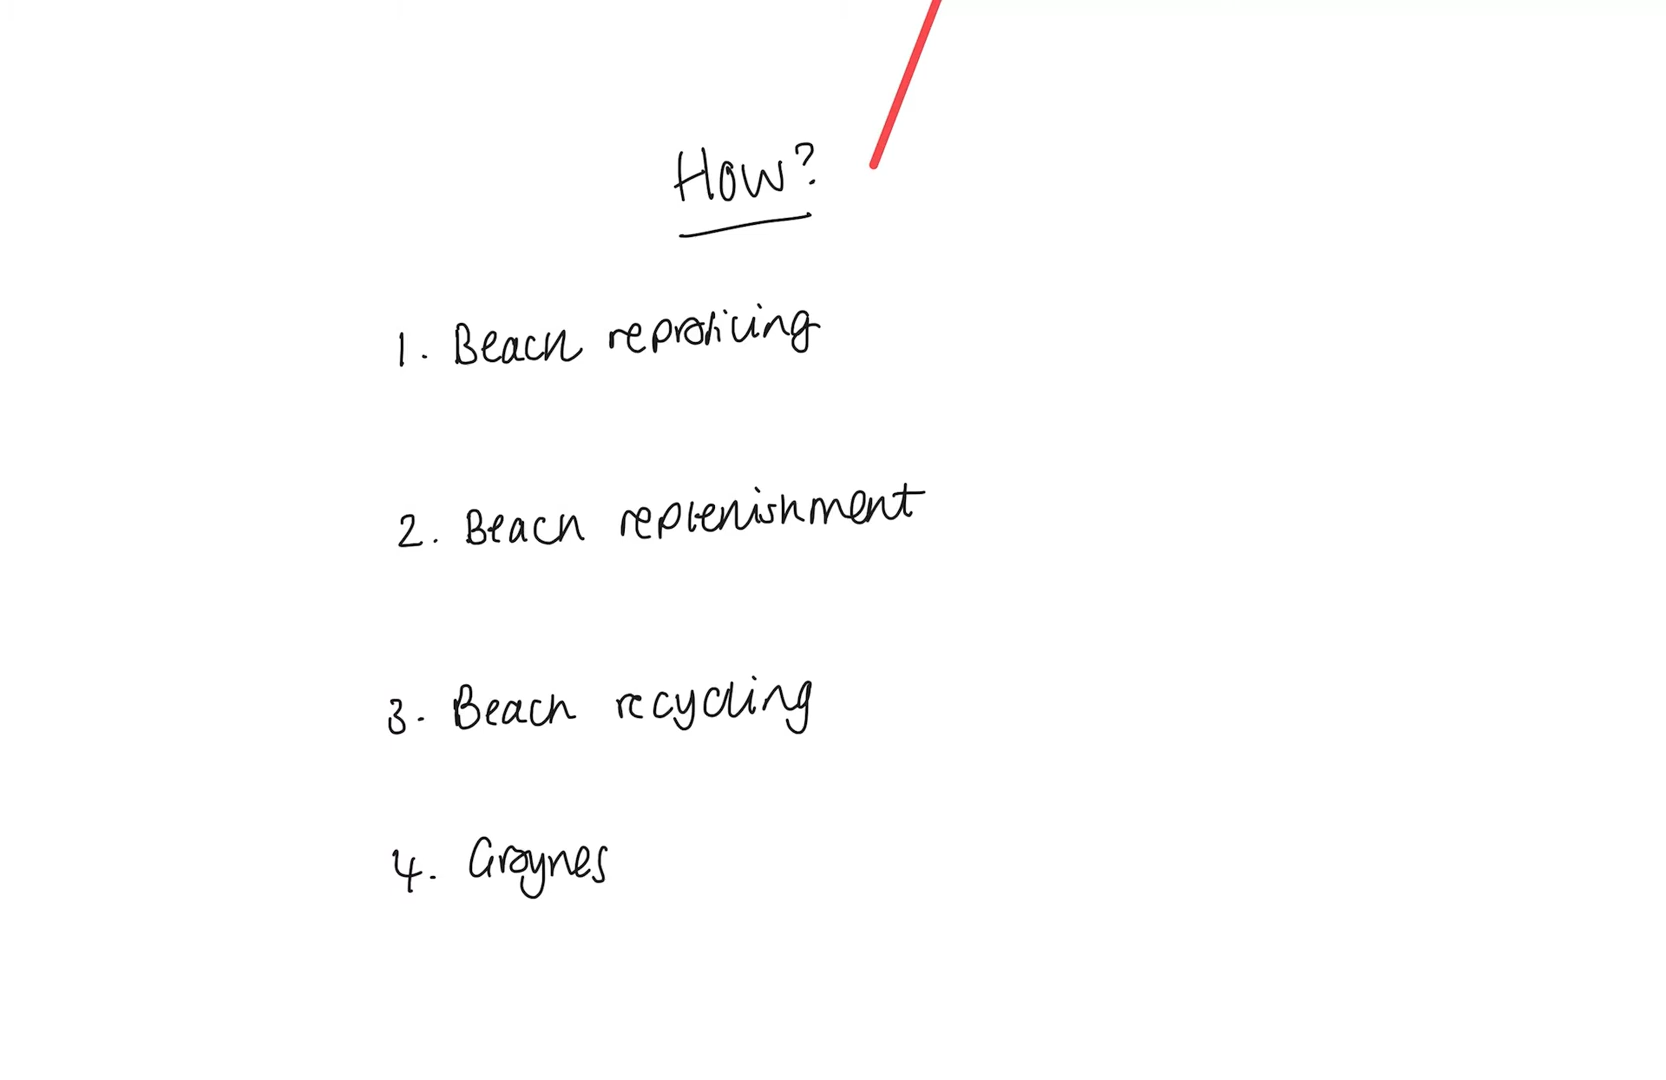 How?
1. Beach reprofiling
2. Beach replenishment
3. Beach recycling
4. Groynes